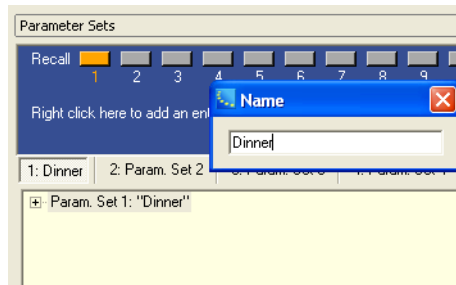 Parameter Sets
Recall
1 2 3 4 5 6 7 8 9
Name
Right click here to add an en
Dinner
1: Dinner 2: Param. Set 2
Param. Set 1: "Dinner"